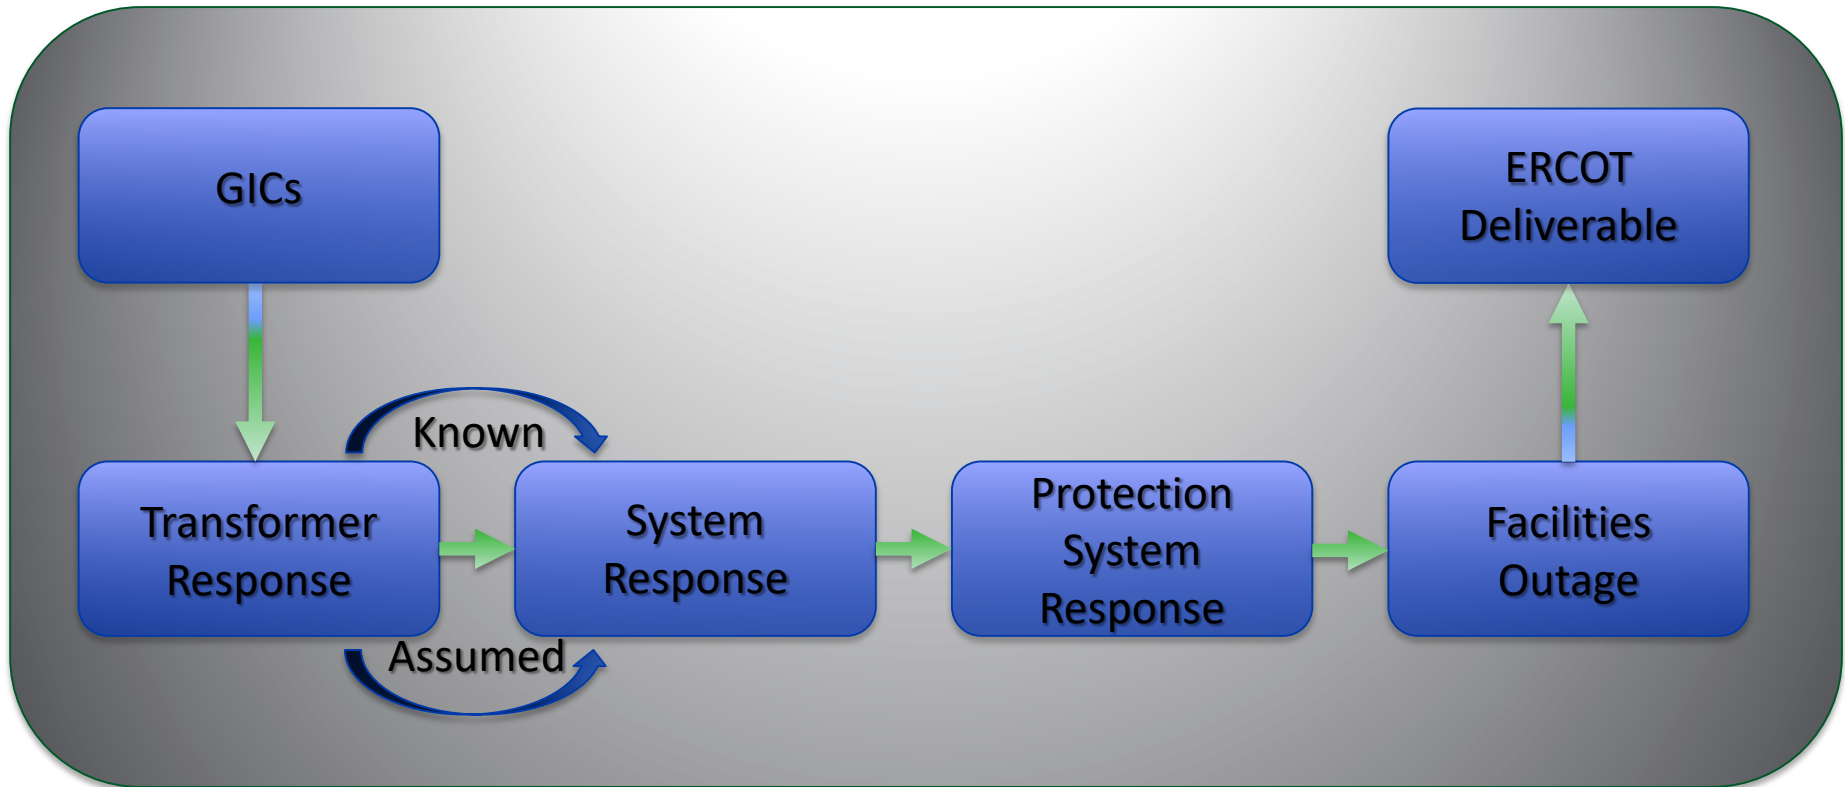 GICs
ERCOT
Deliverable
Known
Transformer
Response
System
Response
Protection
System
Response
Facilities
Outage
Assumed